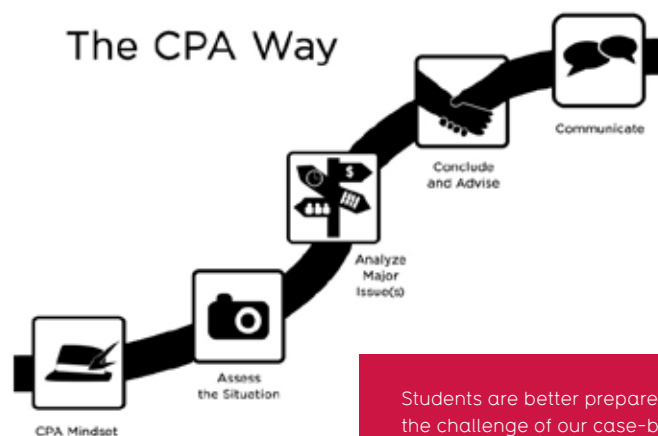 The CPA Way
Communicate
Conclude
and Advise
Analyze
Major
Issue(s)
Assess
the Situation
CPA Mindset
$
Students are better prepare
the challenge of our case-b